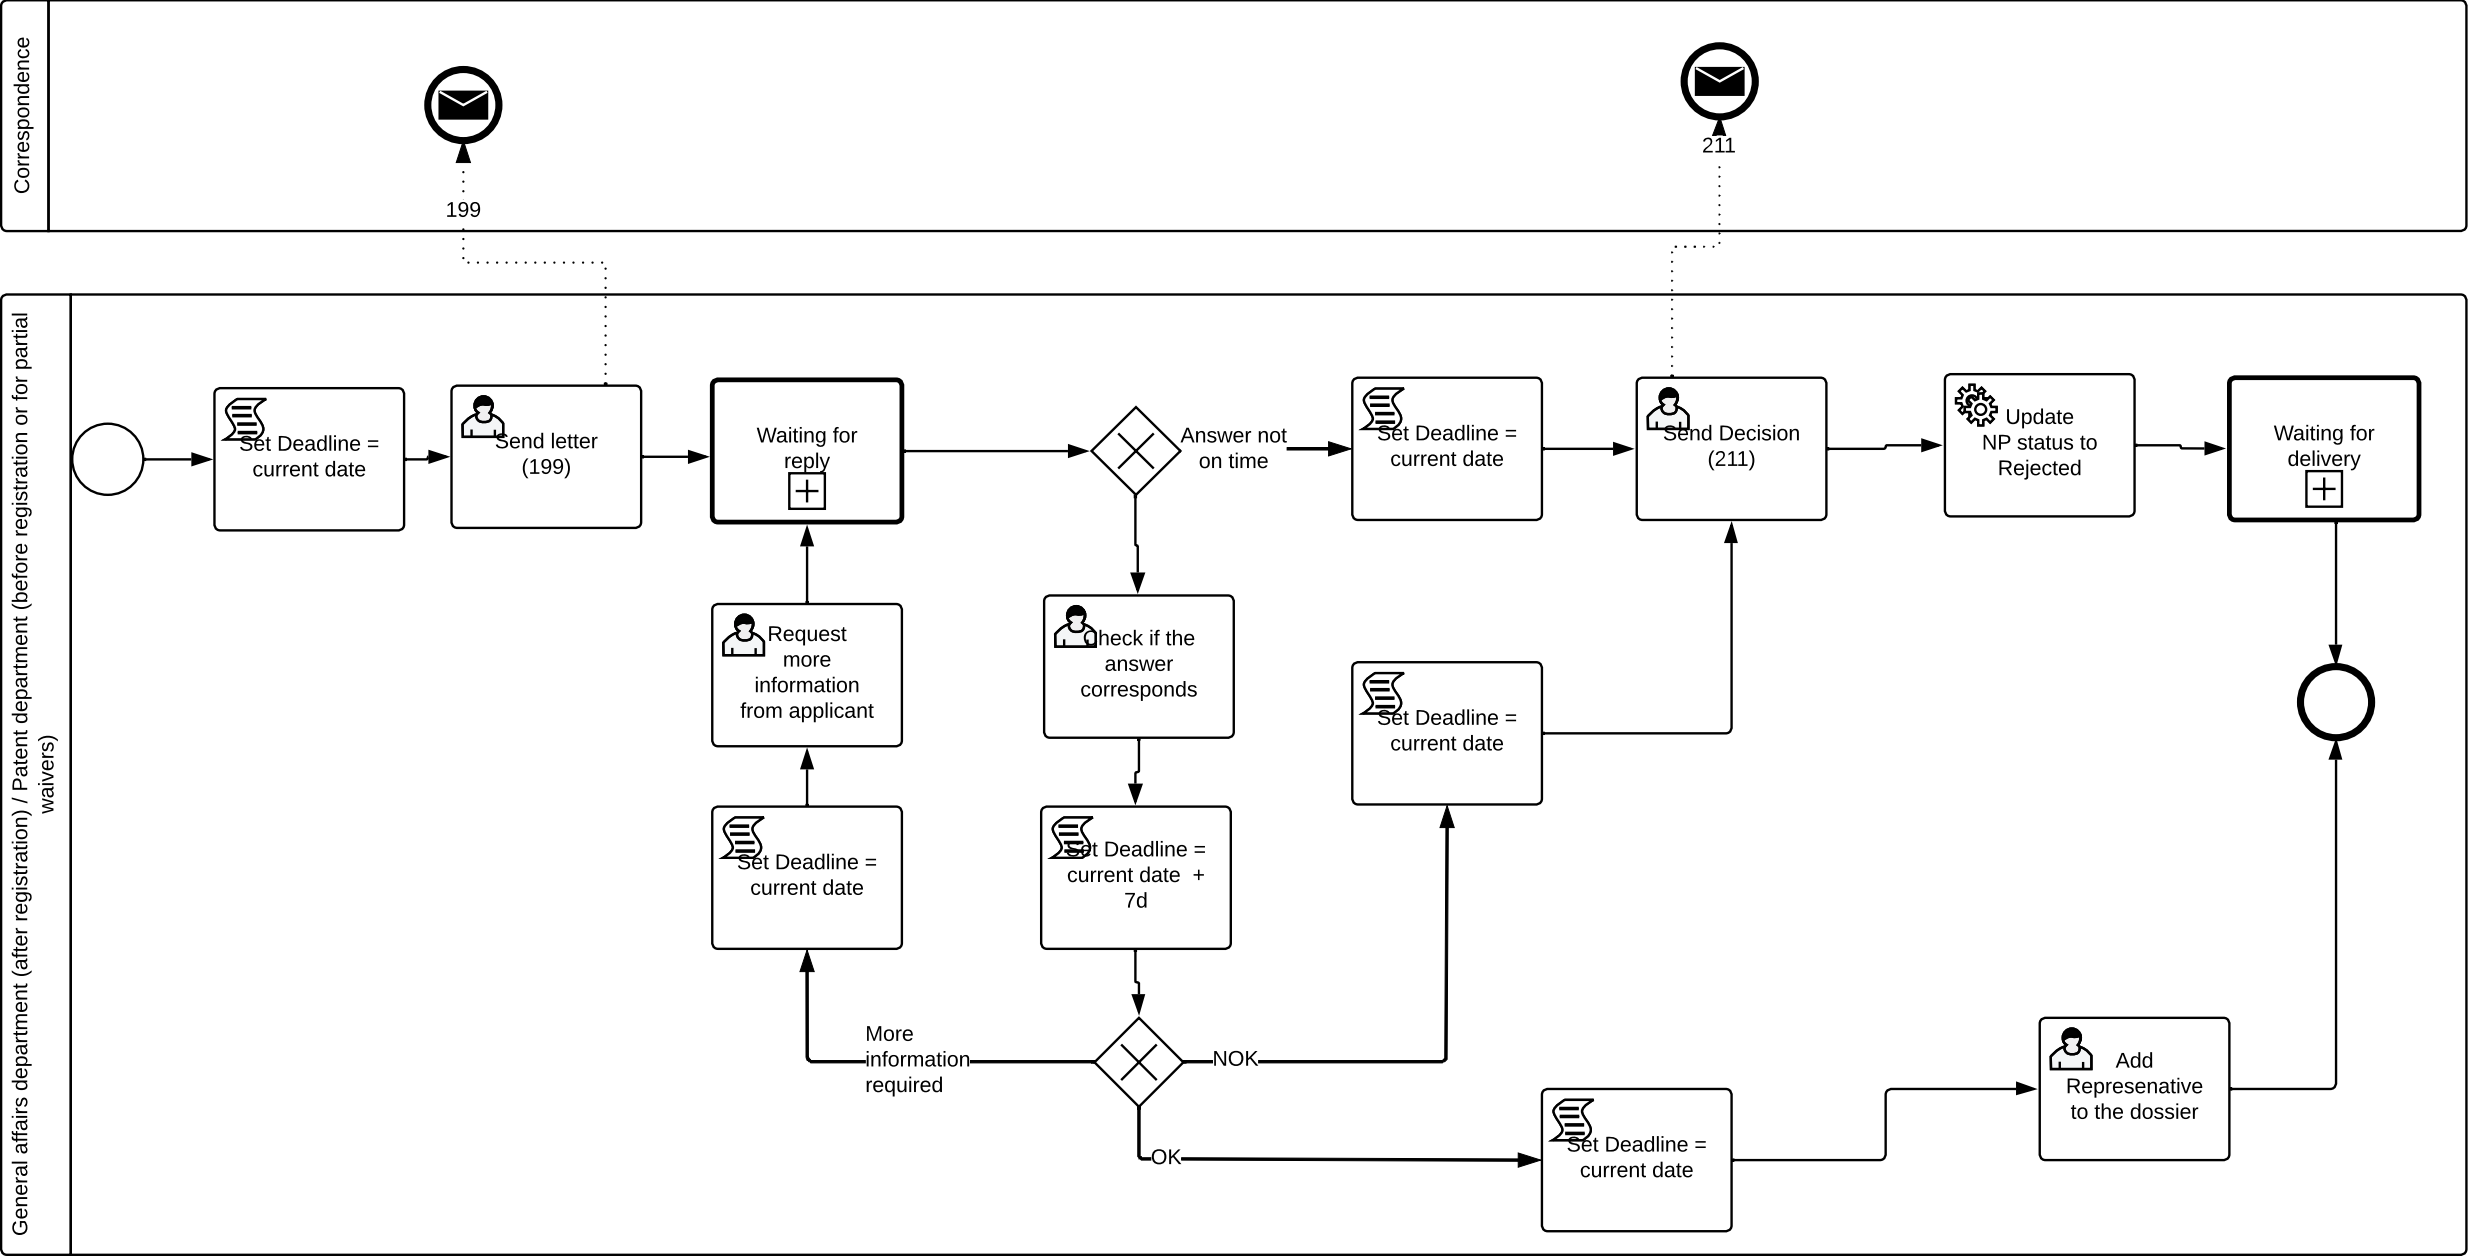 Correspondence
199
211
General affairs department (after registration) / Patent department (before registration or for partial
waivers)
Set Deadline =
current date
Send letter
(199)
Waiting for
reply
Answer not
on time
Set Deadline =
current date
Send Decision
(211)
Update
NP status to
Rejected
Waiting for
delivery
Request
more
information
from applicant
Check if the
answer
corresponds
Set Deadline =
current date
Set Deadline =
current date
Set Deadline =
current date +
7d
More
information
required
NOK
OK
Set Deadline =
current date
Add
Represenative
to the dossier